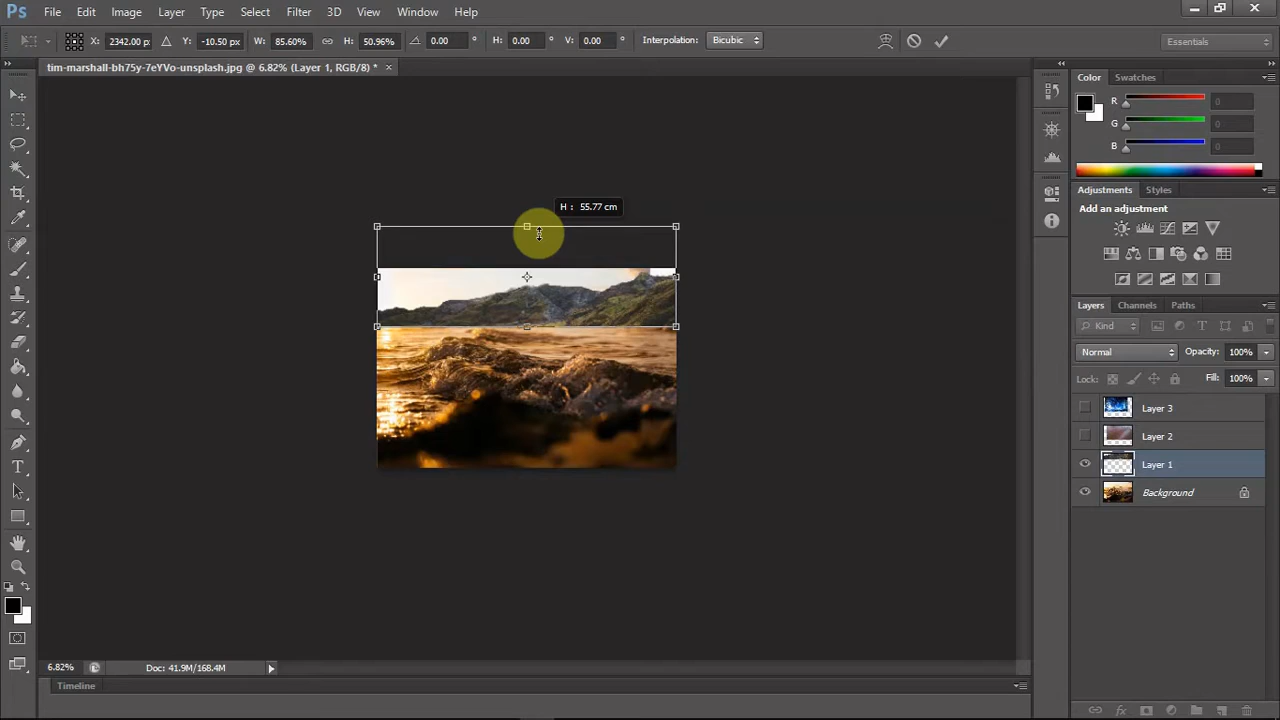 Ps File Edit Image Layer Type Select Filter 3D View Window Help
X: 2342.00 px Y: -10.50 px W: 85.60% H: 50.96% 0.00 ° H: 0.00 ° V: 0.00 ° Interpolation: Bicubic Essentials
tim-marshall-bh75y-7eYVo-unsplash.jpg @ 6.82% (Layer 1, RGB/8) * ×
Color Swatches
R 0
G 0
B 0
Adjustments Styles
Add an adjustment
H : 55.77 cm
Layers Channels Paths
Kind
Normal Opacity: 100%
Lock: Fill: 100%
Layer 3
Layer 2
Layer 1
Background
6.82% Doc: 41.9M/168.4M
Timeline